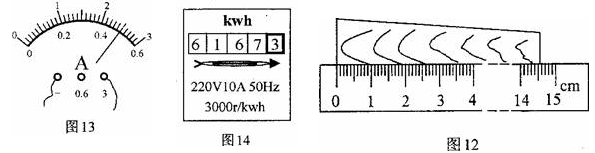 0 1 2 3
0 0.2 0.4 0.6
A
- 0.6 3
图13
kwh
6 1 6 7 3
220V10A 50Hz
3000r/kwh
图14
0 1 2 3 4 14 15 cm
图12